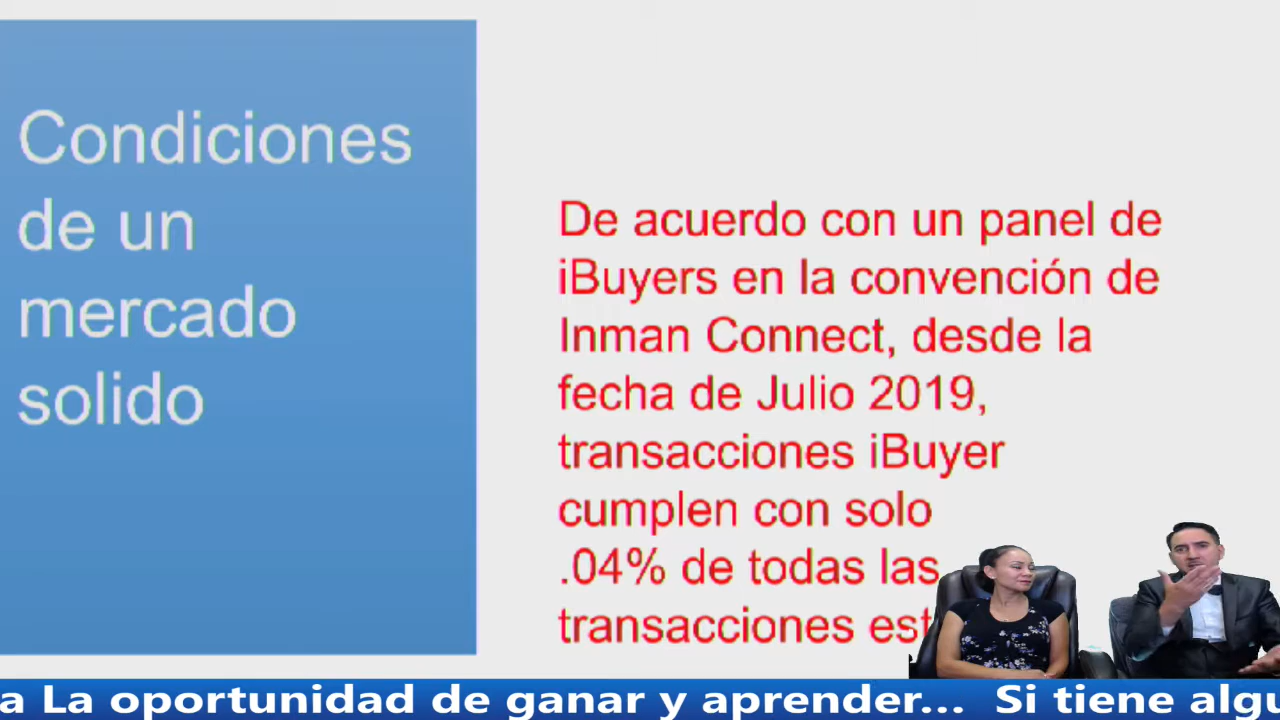 Condiciones
de un
mercado
solido
De acuerdo con un panel de
iBuyers en la convención de
Inman Connect, desde la
fecha de Julio 2019,
transacciones iBuyer
cumplen con solo
.04% de todas las
transacciones est
a La oportunidad de ganar y aprender... Si tiene algu